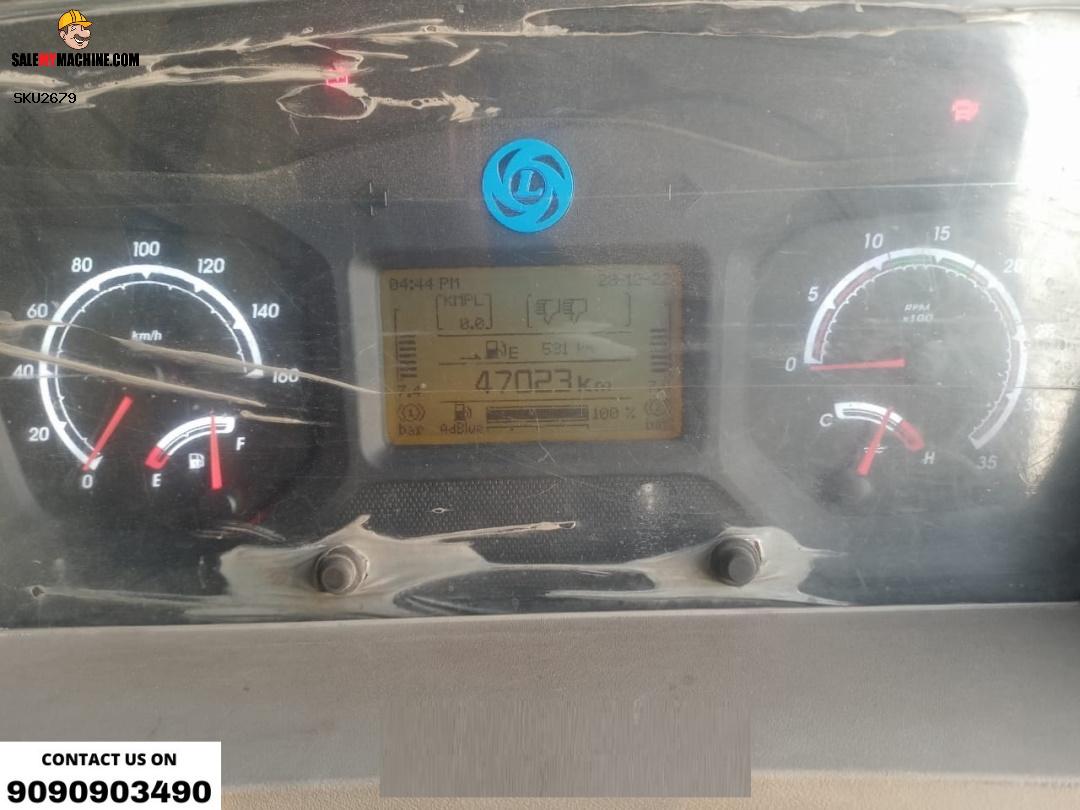 SALEMYMACHINE.COM
SKU2679
L
0 20 40 60 80 100 120 140 160
km/h
E F
04:44 PM 28-12-22
KMPL
0.0
E 531
47023 Km
7.4
bar AdBlue 100 %
0 5 10 15 20 35
RPM
x100
C H
CONTACT US ON
9090903490